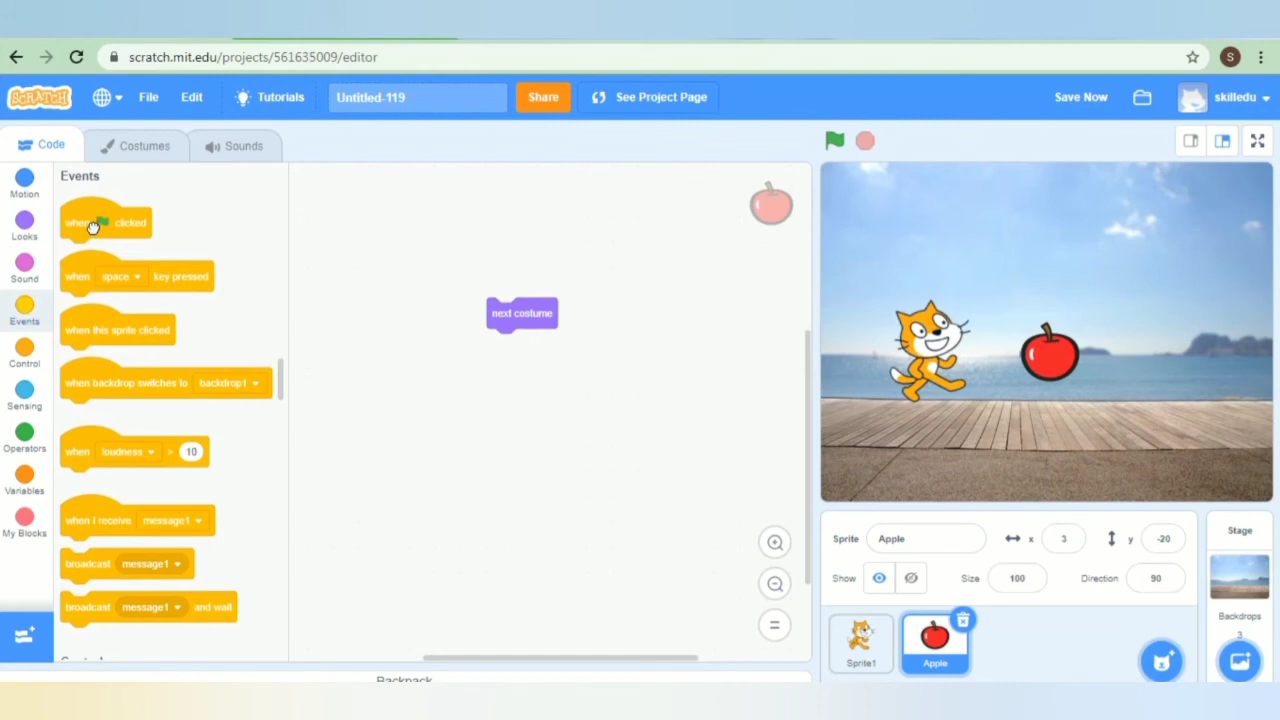 scratch.mit.edu/projects/561635009/editor
S
SCRATCH
File
Edit
Tutorials
Untitled-119
Share
See Project Page
Save Now
skilledu
Code
Costumes
Sounds
Motion
Looks
Sound
Events
Control
Sensing
Operators
Variables
My Blocks
Events
when clicked
when space key pressed
when this sprite clicked
when backdrop switches to backdrop1
when loudness > 10
when I receive message1
broadcast message1
broadcast message1 and wait
next costume
Sprite Apple
x 3
y -20
Show
Size 100
Direction 90
Sprite1
Apple
Stage
Backdrops
3
Backpack